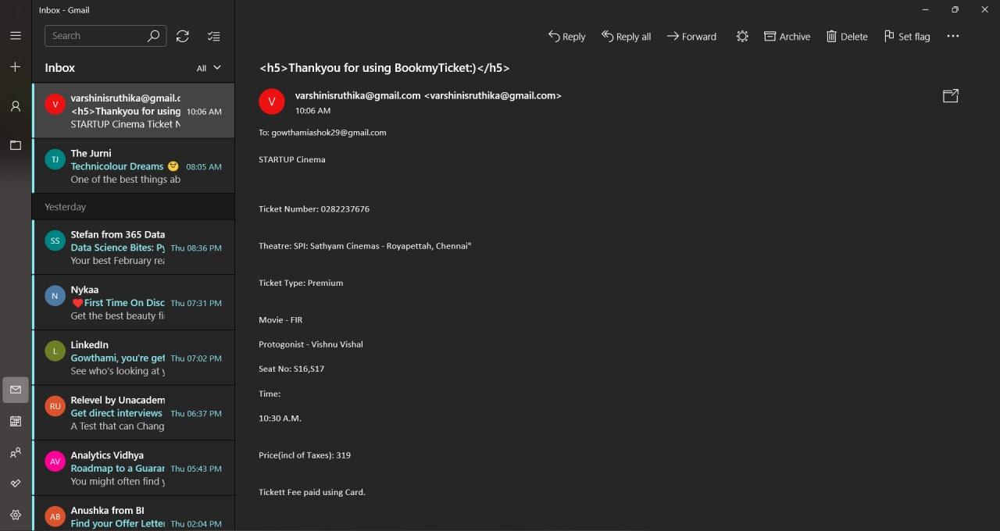 Inbox - Gmail
Search
Reply
Reply all
Forward
Archive
Delete
Set flag
Inbox
All
<h5>Thankyou for using BookmyTicket:)</h5>
V
varshinisruthika@gmail.c
<h5>Thankyou for using
10:06 AM
STARTUP Cinema Ticket N
TJ
The Jurni
Technicolour Dreams
08:05 AM
One of the best things ab
Yesterday
SS
Stefan from 365 Data
Data Science Bites: Py
Thu 08:36 PM
Your best February rea
N
Nykaa
❤First Time On Disc
Thu 07:31 PM
Get the best beauty fi
L
LinkedIn
Gowthami, you're get
Thu 07:02 PM
See who's looking at y
RU
Relevel by Unacadem
Get direct interviews
Thu 06:37 PM
A Test that can Chang
AV
Analytics Vidhya
Roadmap to a Guarar
Thu 05:43 PM
You might often find y
AB
Anushka from BI
Find your Offer Letter
Thu 02:04 PM
V
varshinisruthika@gmail.com <varshinisruthika@gmail.com>
10:06 AM
To: gowthamiashok29@gmail.com
STARTUP Cinema
Ticket Number: 0282237676
Theatre: SPI: Sathyam Cinemas - Royapettah, Chennai"
Ticket Type: Premium
Movie - FIR
Protogonist - Vishnu Vishal
Seat No: S16,S17
Time:
10:30 A.M.
Price(incl of Taxes): 319
Tickett Fee paid using Card.